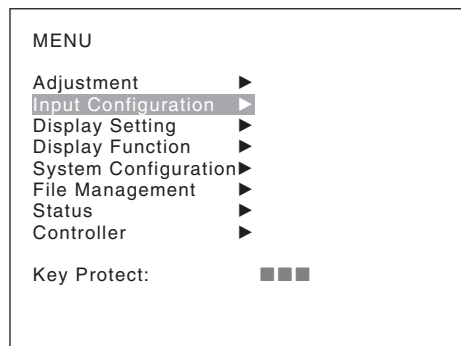 MENU
Adjustment ►
Input Configuration ►
Display Setting ►
Display Function ►
System Configuration►
File Management ►
Status ►
Controller ►
Key Protect: ■■■